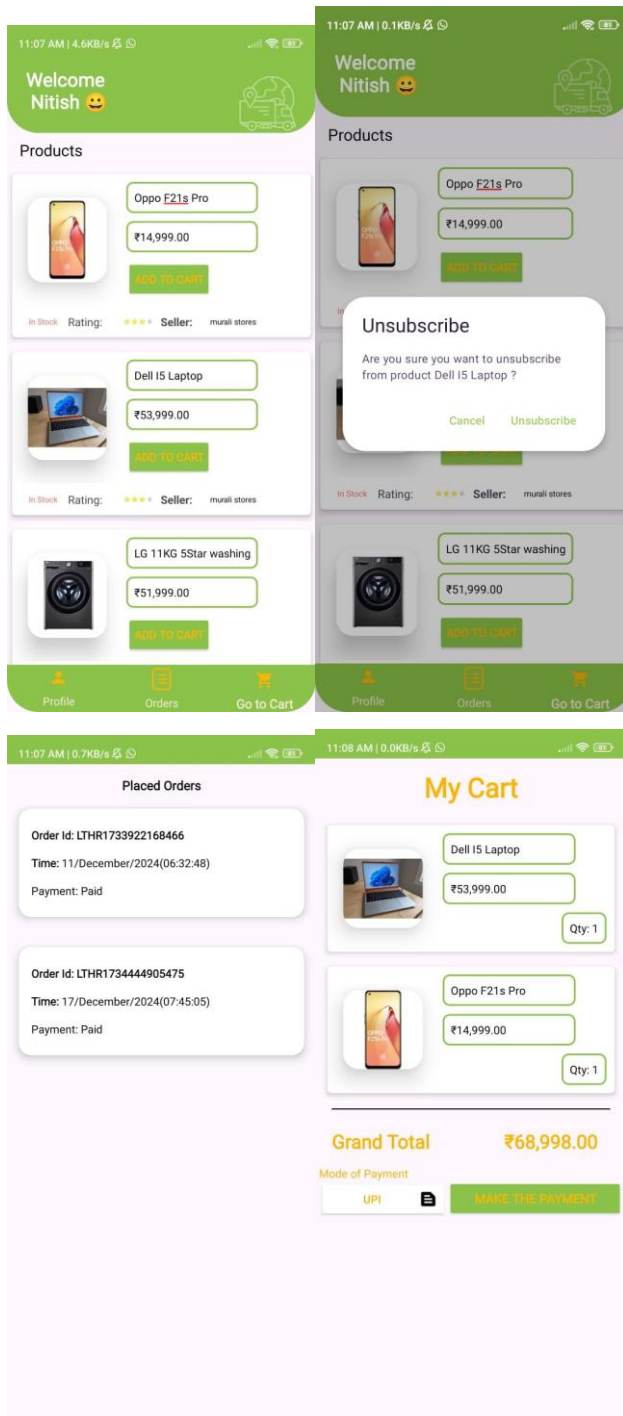 11:07 AM | 4.6KB/s
81
Welcome
Nitish 😀
Products
Oppo F21s Pro
₹14,999.00
ADD TO CART
In Stock Rating: Seller: murali stores
Dell I5 Laptop
₹53,999.00
ADD TO CART
In Stock Rating: Seller: murali stores
LG 11KG 5Star washing
₹51,999.00
ADD TO CART
Profile Orders Go to Cart
11:07 AM | 0.1KB/s
81
Welcome
Nitish 😀
Products
Oppo F21s Pro
₹14,999.00
ADD TO CART
In
Unsubscribe
Are you sure you want to unsubscribe
from product Dell I5 Laptop ?
Cancel Unsubscribe
In Stock Rating: Seller: murali stores
LG 11KG 5Star washing
₹51,999.00
ADD TO CART
Profile Orders Go to Cart
11:07 AM | 0.7KB/s
81
Placed Orders
Order Id: LTHR1733922168466
Time: 11/December/2024(06:32:48)
Payment: Paid
Order Id: LTHR1734444905475
Time: 17/December/2024(07:45:05)
Payment: Paid
11:08 AM | 0.0KB/s
81
My Cart
Dell I5 Laptop
₹53,999.00
Qty: 1
Oppo F21s Pro
₹14,999.00
Qty: 1
Grand Total ₹68,998.00
Mode of Payment
UPI MAKE THE PAYMENT